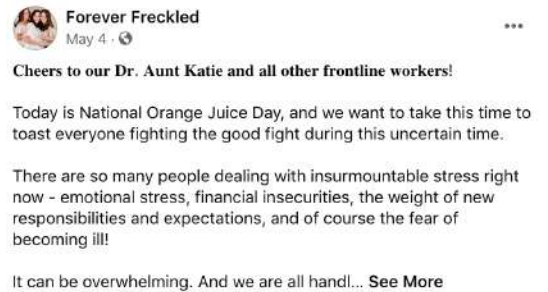 Forever Freckled
May 4 ·
Cheers to our Dr. Aunt Katie and all other frontline workers!
Today is National Orange Juice Day, and we want to take this time to
toast everyone fighting the good fight during this uncertain time.
There are so many people dealing with insurmountable stress right
now - emotional stress, financial insecurities, the weight of new
responsibilities and expectations, and of course the fear of
becoming ill!
It can be overwhelming. And we are all handl... See More